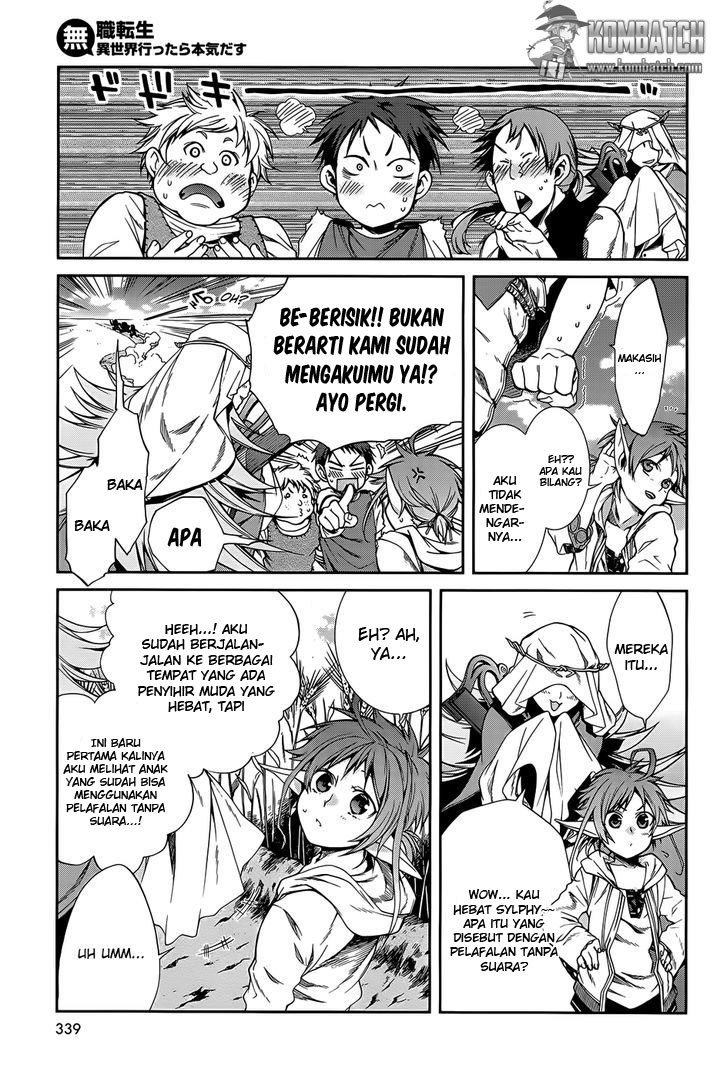 無職転生
異世界行ったら本気だす
KOMBATCH
www.kombatch.com
ドドキ
MAKASIH
...
EH??
APA KAU
BILANG?
AKU
TIDAK
MENDE-
NGAR-
NYA...
OH?
BE-BERISIK!! BUKAN
BERARTI KAMI SUDAH
MENGAKUIMU YA!?
AYO PERGI.
APA
BAKA
BAKA
MEREKA
ITU...
WOW... KAU
HEBAT SYLPHY~~
APA ITU YANG
DISEBUT DENGAN
PELAFALAN TANPA
SUARA?
EH? AH,
YA...
HEEH...! AKU
SUDAH BERJALAN-
JALAN KE BERBAGAI
TEMPAT YANG ADA
PENYIHIR MUDA YANG
HEBAT, TAPI
INI BARU
PERTAMA KALINYA
AKU MELIHAT ANAK
YANG SUDAH BISA
MENGGUNAKAN
PELAFALAN TANPA
SUARA...!
UH UMM...
339